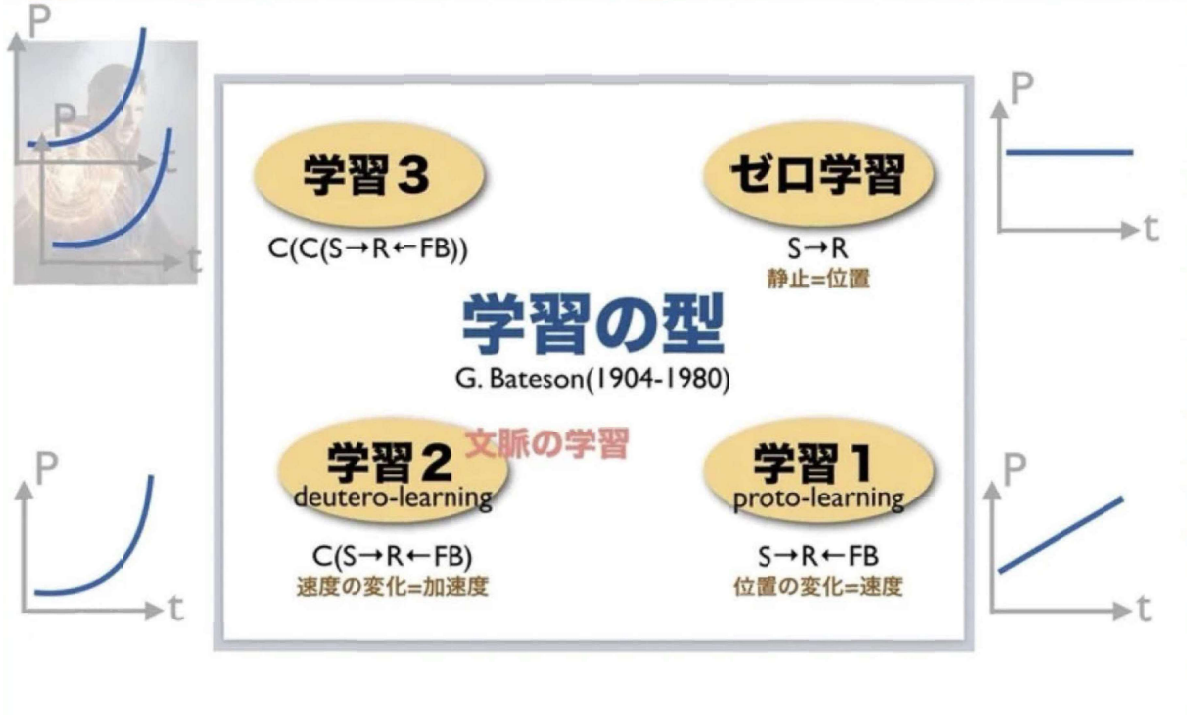 P
t
P
t
P
t
学習3
C(C(S→R←FB))
ゼロ学習
S→R
静止=位置
学習の型
G. Bateson(1904-1980)
文脈の学習
学習2
deutero-learning
C(S→R←FB)
速度の変化=加速度
学習1
proto-learning
S→R←FB
位置の変化=速度
P
t
P
t